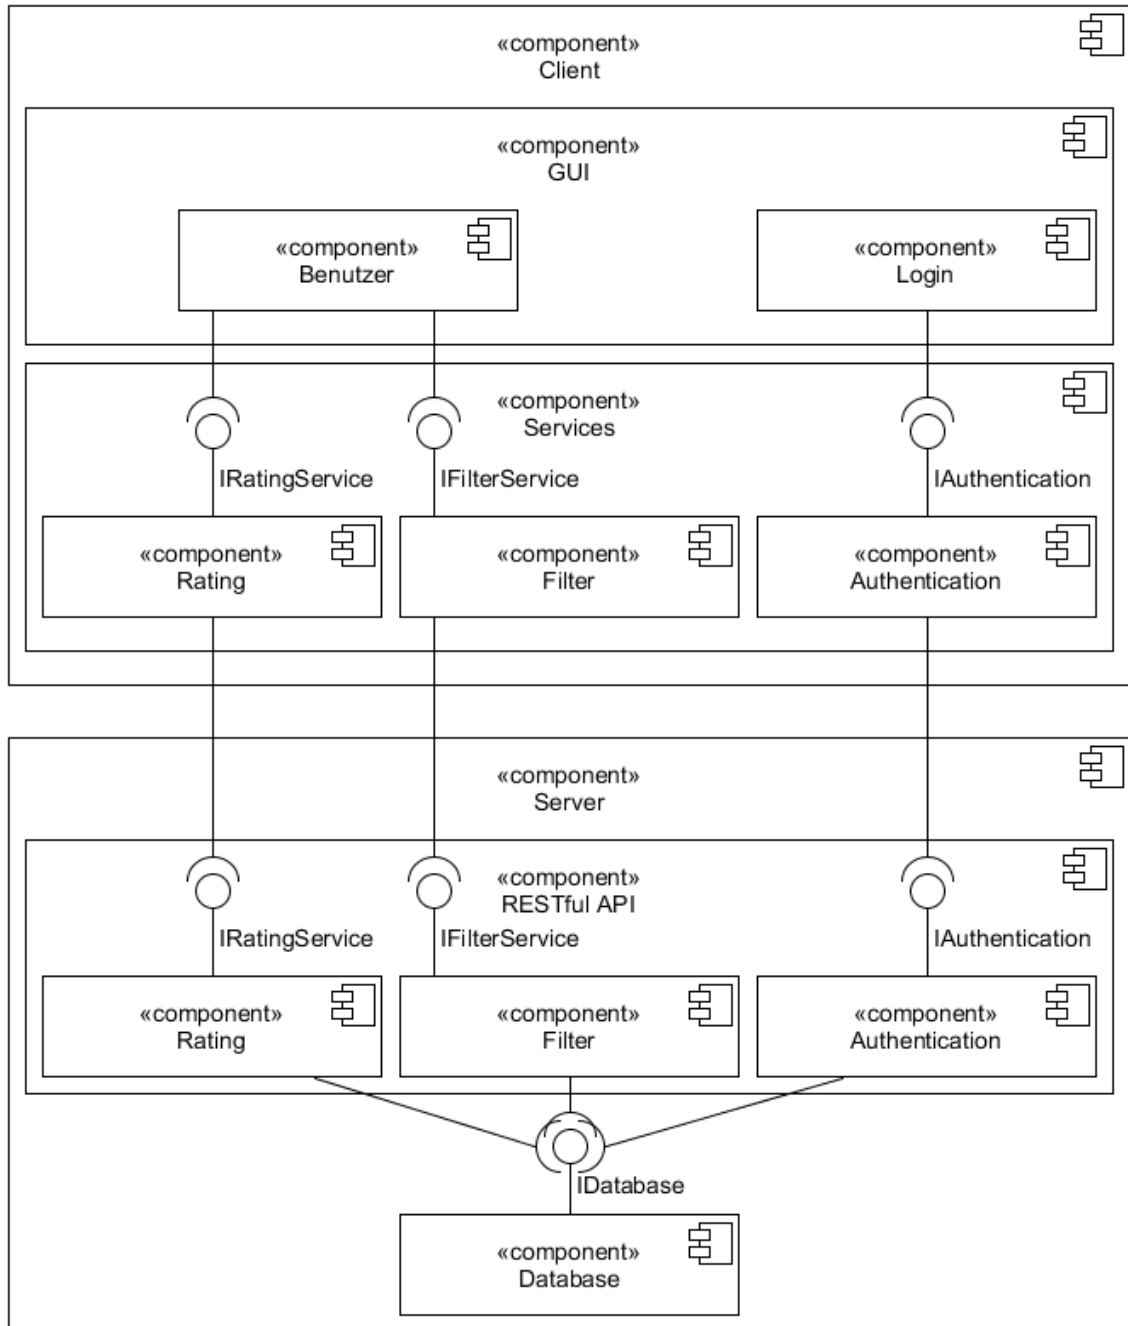 «component»
Client
«component»
GUI
«component»
Benutzer
«component»
Login
«component»
Services
IRatingService
IFilterService
IAuthentication
«component»
Rating
«component»
Filter
«component»
Authentication
«component»
Server
«component»
RESTful API
IRatingService
IFilterService
IAuthentication
«component»
Rating
«component»
Filter
«component»
Authentication
IDatabase
«component»
Database